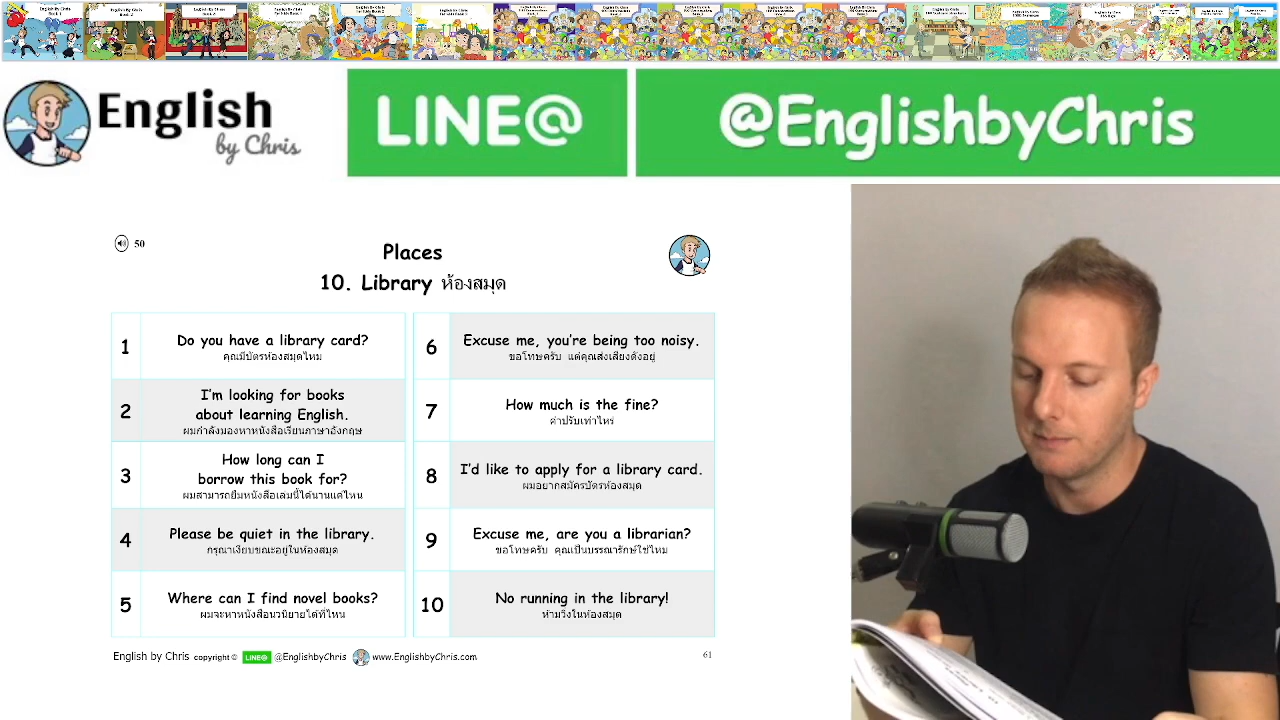 English
by Chris
LINE@
@EnglishbyChris
50
Places
10. Library ห้องสมุด
1
Do you have a library card?
คุณมีบัตรห้องสมุดไหม
2
I'm looking for books
about learning English.
ผมกำลังมองหาหนังสือเรียนภาษาอังกฤษ
3
How long can I
borrow this book for?
ผมสามารถยืมหนังสือเล่มนี้ได้นานแค่ไหน
4
Please be quiet in the library.
กรุณาเงียบขณะอยู่ในห้องสมุด
5
Where can I find novel books?
ผมจะหาหนังสือนวนิยายได้ที่ไหน
6
Excuse me, you're being too noisy.
ขอโทษครับ แต่คุณส่งเสียงดังอยู่
7
How much is the fine?
ค่าปรับเท่าไหร่
8
I'd like to apply for a library card.
ผมอยากสมัครบัตรห้องสมุด
9
Excuse me, are you a librarian?
ขอโทษครับ คุณเป็นบรรณารักษ์ใช่ไหม
10
No running in the library!
ห้ามวิ่งในห้องสมุด
English by Chris copyright © LINE@ @EnglishbyChris www.EnglishbyChris.com
61